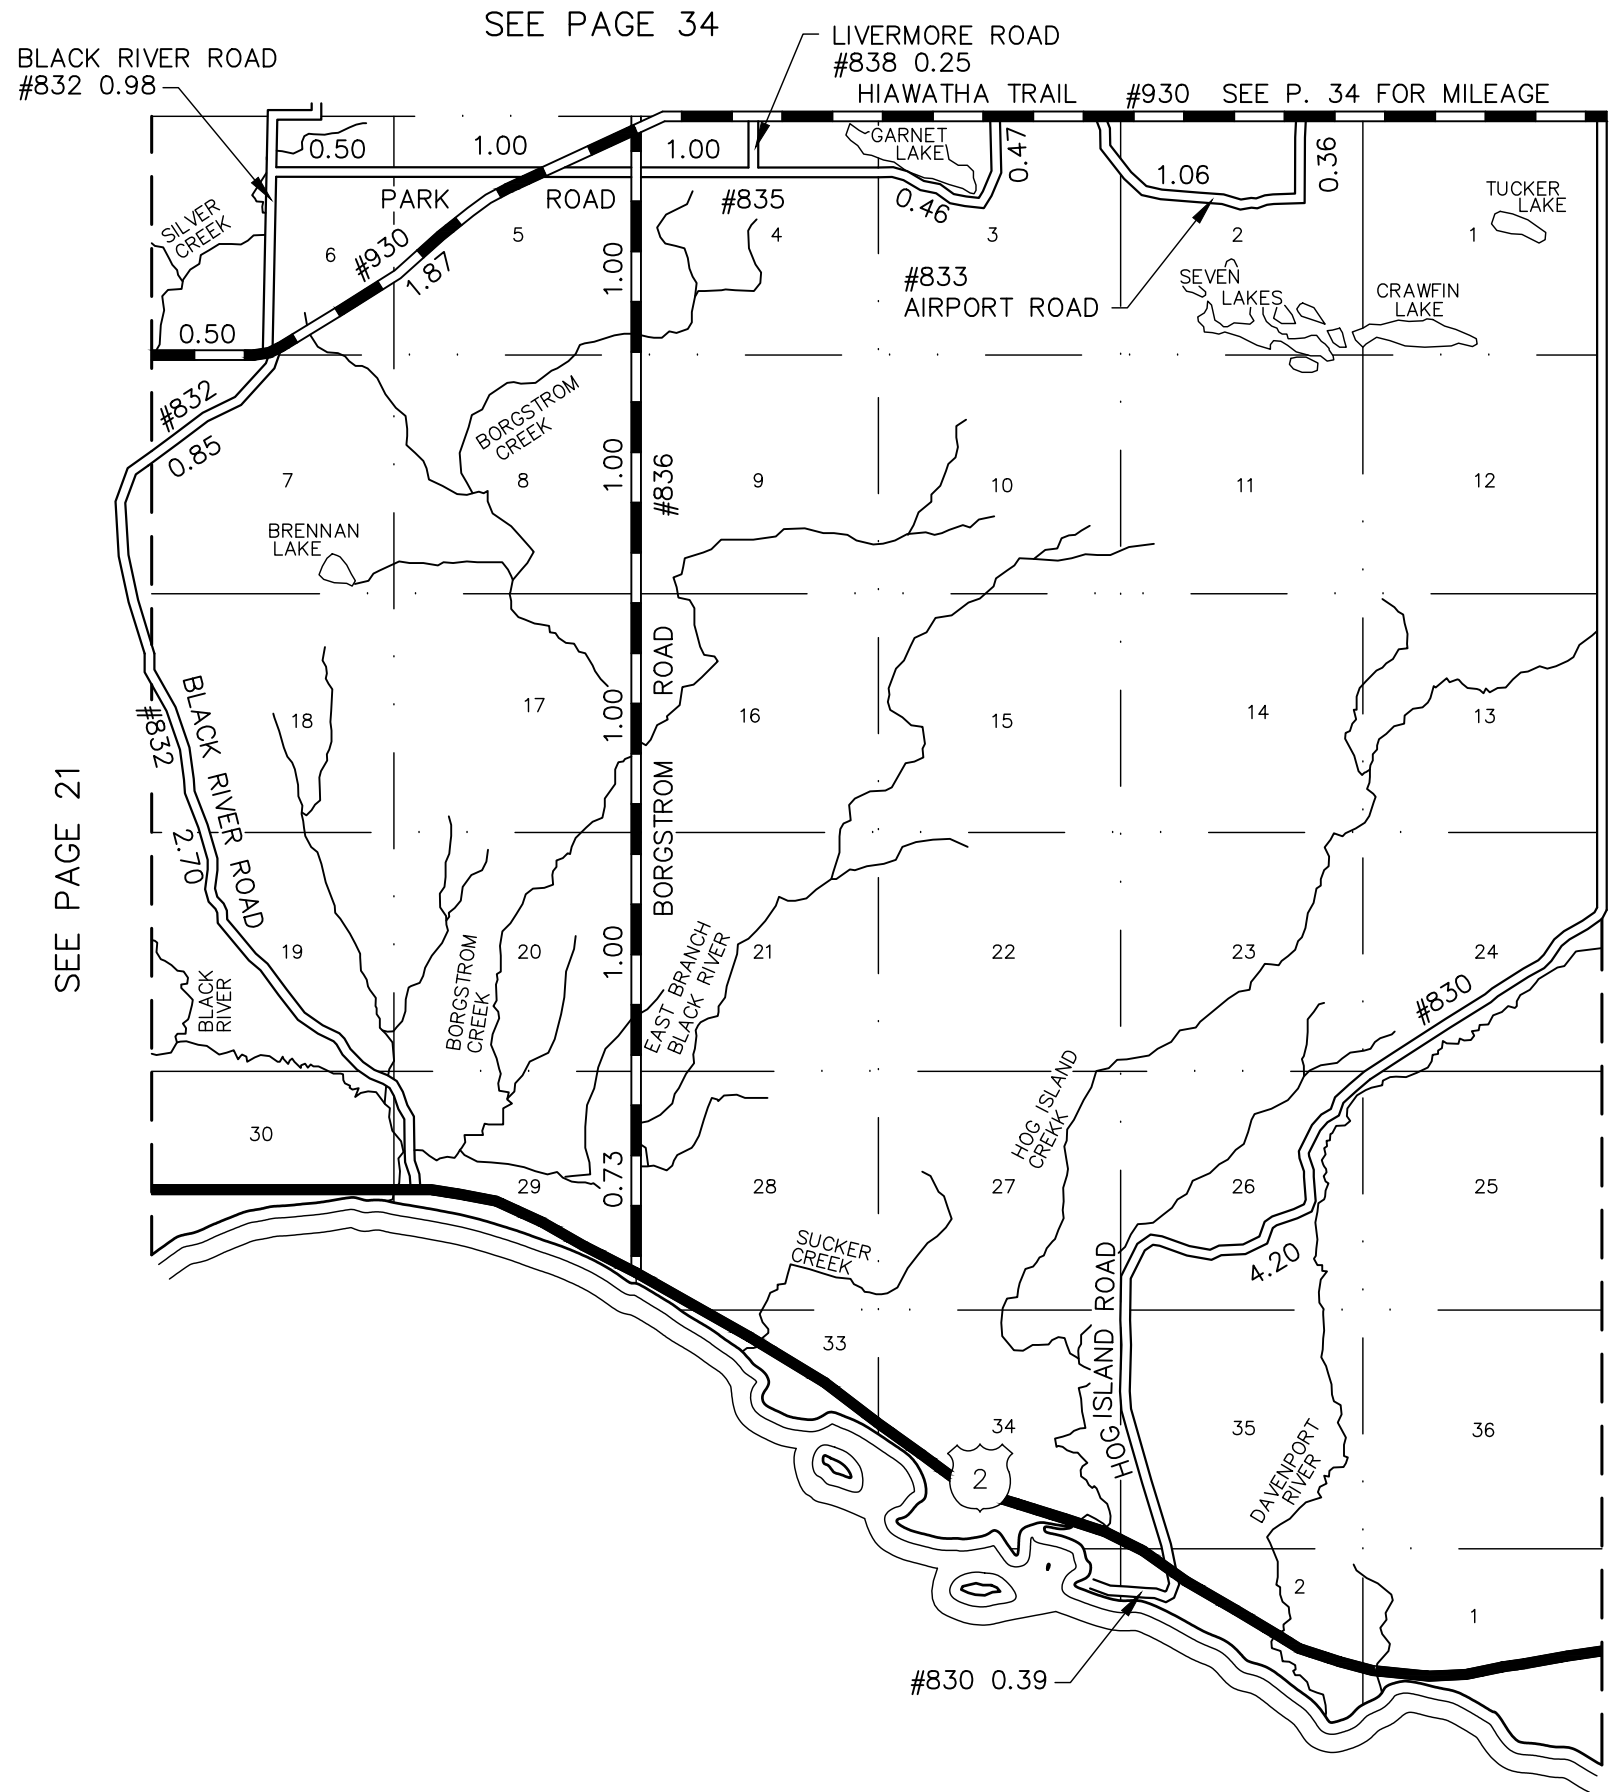 SEE PAGE 34
BLACK RIVER ROAD
#832 0.98
LIVERMORE ROAD
#838 0.25
HIAWATHA TRAIL #930 SEE P. 34 FOR MILEAGE
0.50
1.00
1.00
GARNET
LAKE
0.47
1.06
0.36
PARK ROAD
#835
0.46
TUCKER
LAKE
SILVER
CREEK
6
#930
1.87
5
1.00
4
3
2
1
#833
AIRPORT ROAD
SEVEN
LAKES
CRAWFIN
LAKE
0.50
#832
0.85
BORGSTROM
CREEK
7
8
1.00
#836
9
10
11
12
BRENNAN
LAKE
BLACK RIVER ROAD
#832
2.70
18
17
1.00
BORGSTROM ROAD
16
15
14
13
SEE PAGE 21
19
BLACK
RIVER
BORGSTROM
CREEK
20
1.00
EAST BRANCH
BLACK RIVER
21
22
23
24
#830
30
29
0.73
28
HOG ISLAND
CREKK
27
26
25
SUCKER
CREEK
4.20
33
HOG ISLAND ROAD
34
35
36
2
DAVENPORT
RIVER
2
1
#830 0.39